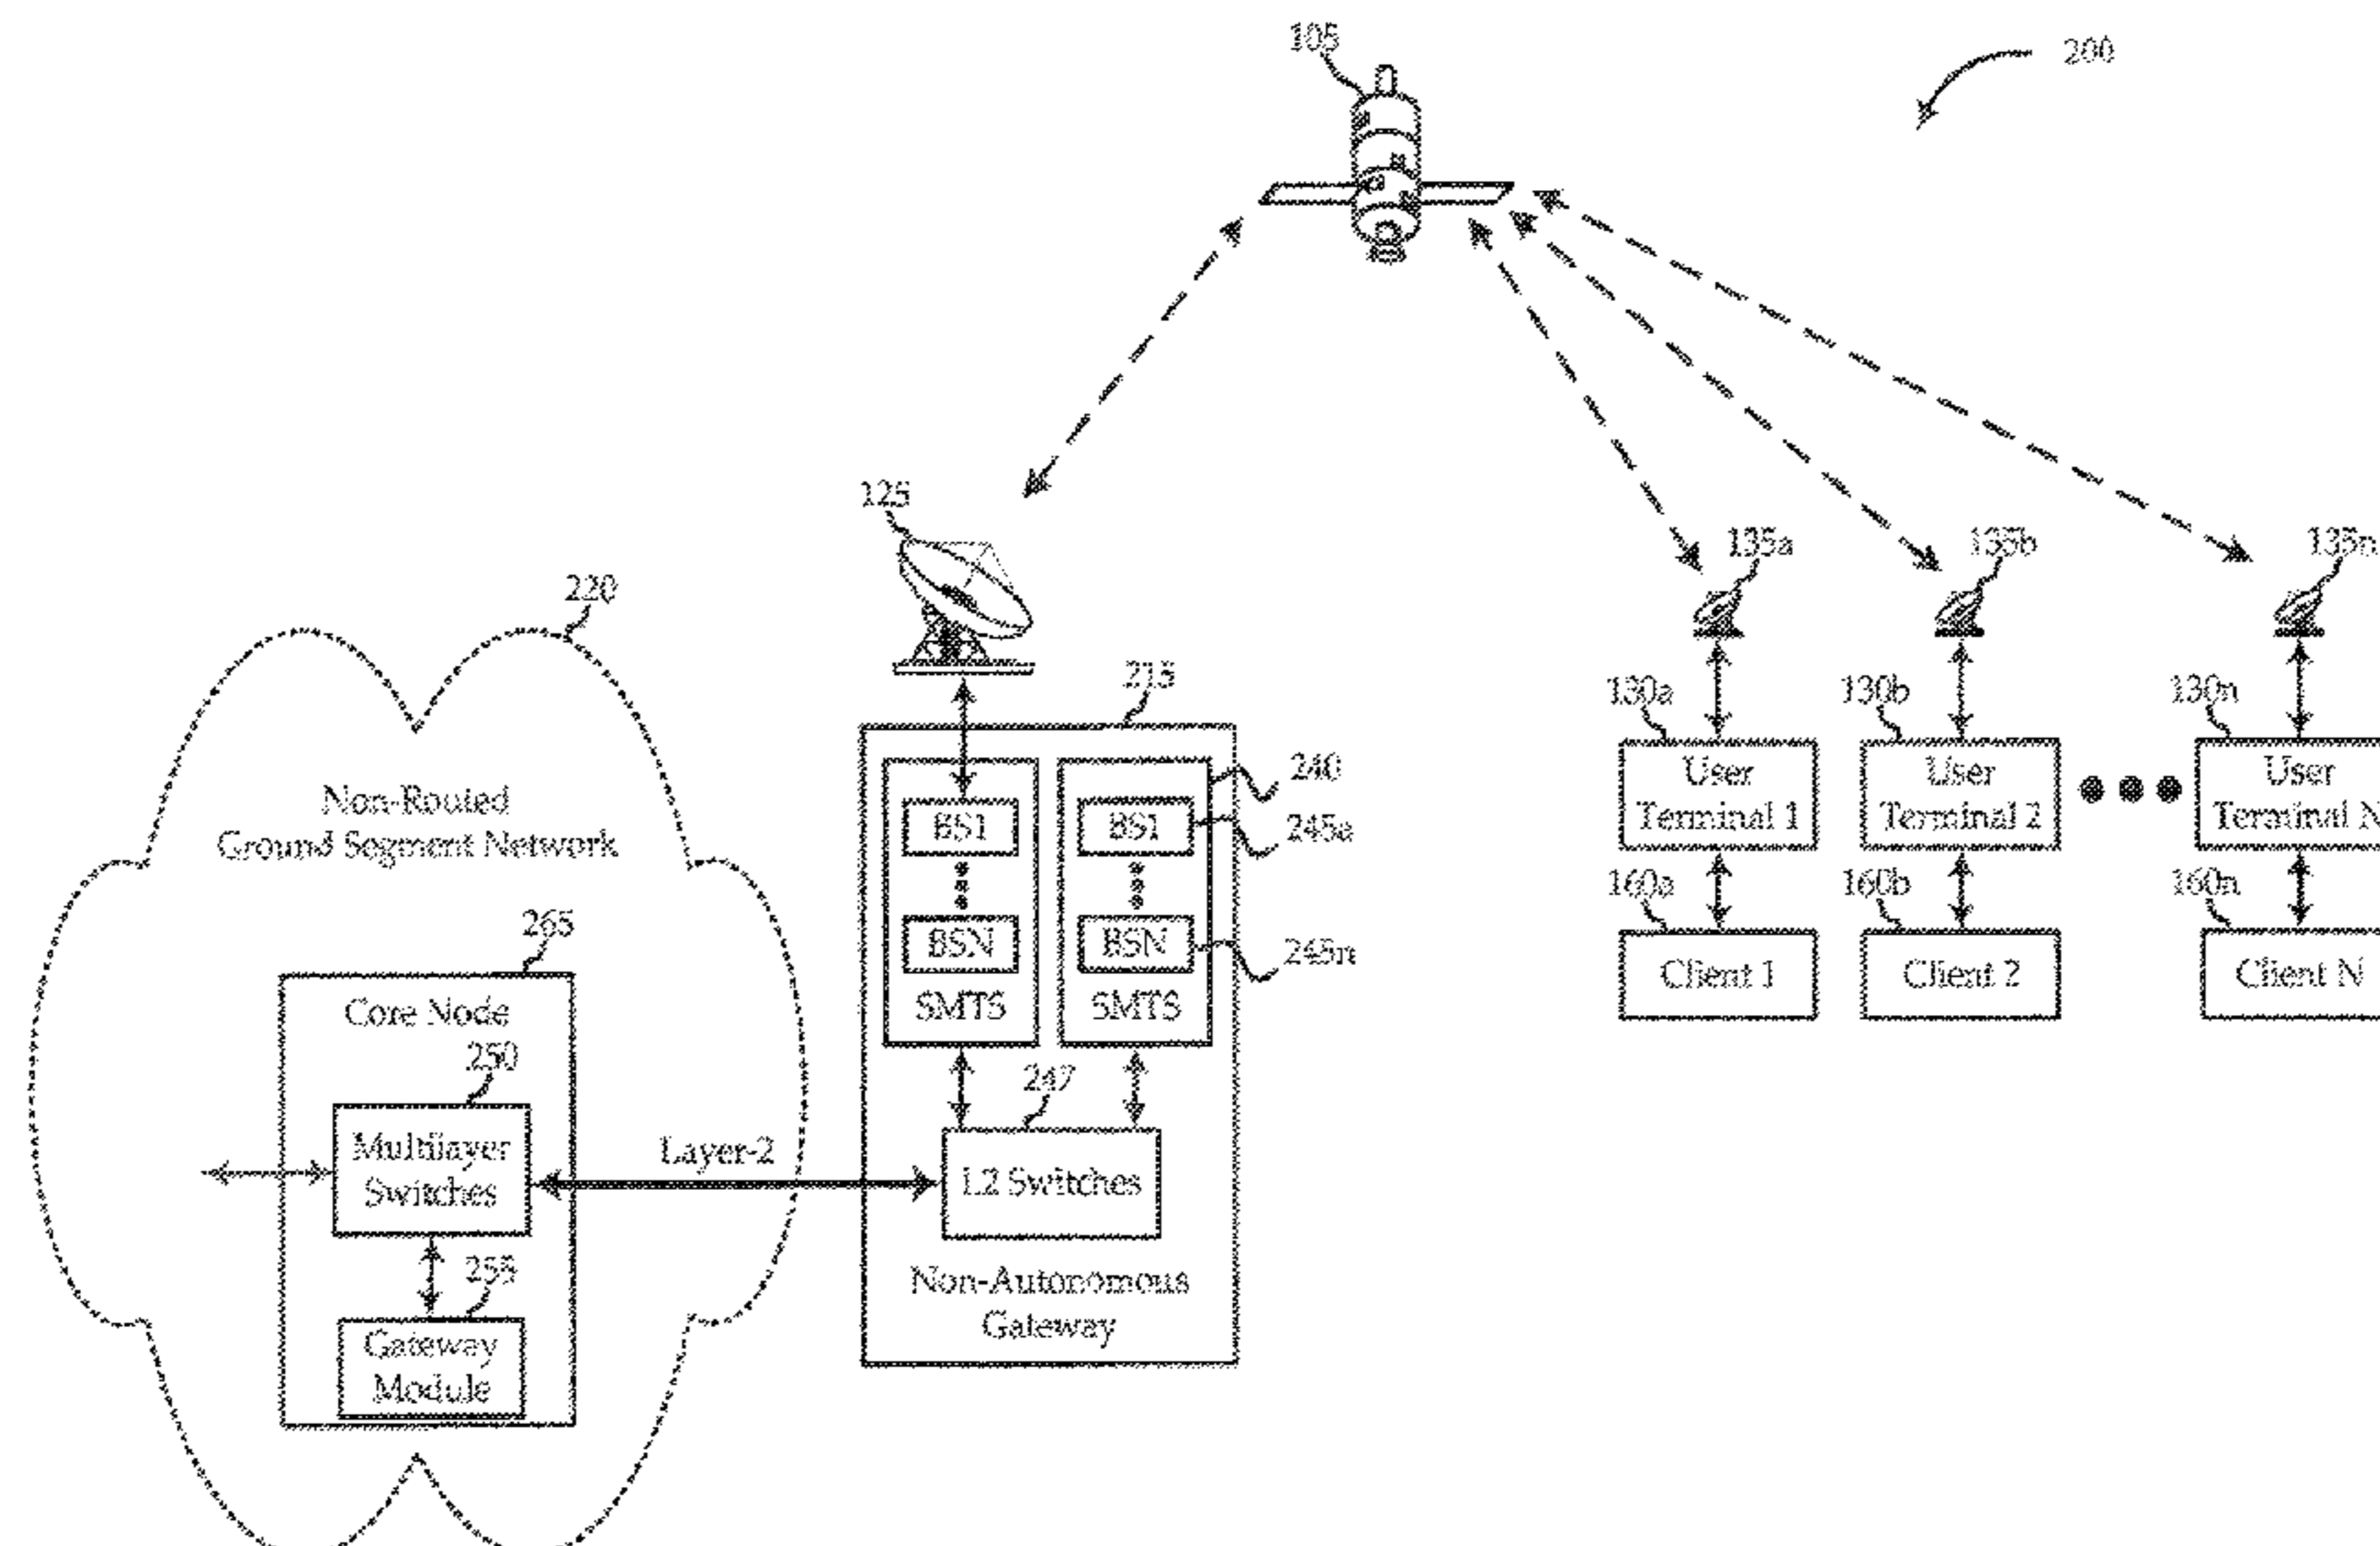 105
200
125
135a
135b
135n
220
215
130a
130b
130n
Non-Routed
Ground Segment Network
240
BS1
BS1
245a
User
Terminal 1
User
Terminal 2
User
Terminal N
160a
160b
160n
265
BSN
BSN
245n
SMTS
SMTS
Client 1
Client 2
Client N
Core Node
250
247
Multilayer
Switches
Layer-2
L2 Switches
255
Gateway
Module
Non-Autonomous
Gateway